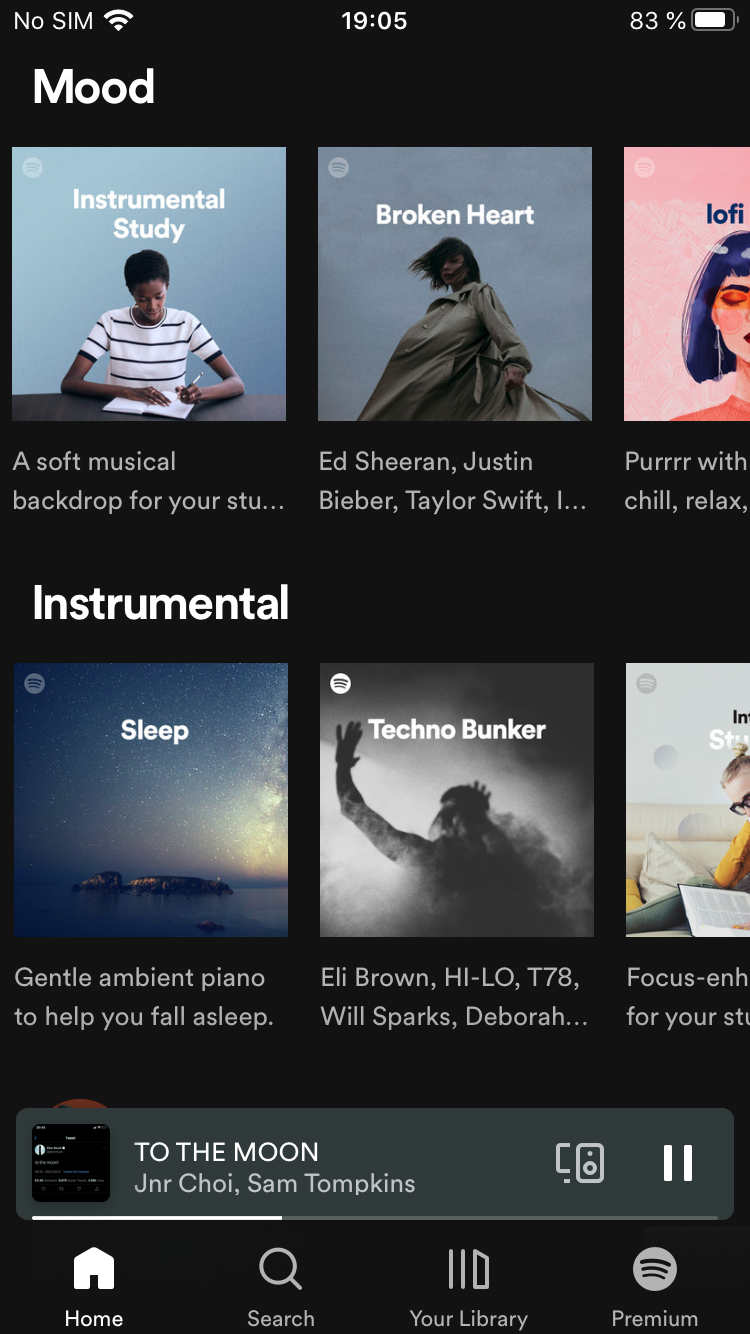 No SIM 19:05 83 %
Mood
Instrumental
Study
Broken Heart
lofi
A soft musical
backdrop for your stu...
Ed Sheeran, Justin
Bieber, Taylor Swift, I...
Purrrr with
chill, relax,
Instrumental
Sleep
Techno Bunker
Gentle ambient piano
to help you fall asleep.
Eli Brown, HI-LO, T78,
Will Sparks, Deborah...
Focus-enh
for your stu
TO THE MOON
Jnr Choi, Sam Tompkins
Home
Search
Your Library
Premium